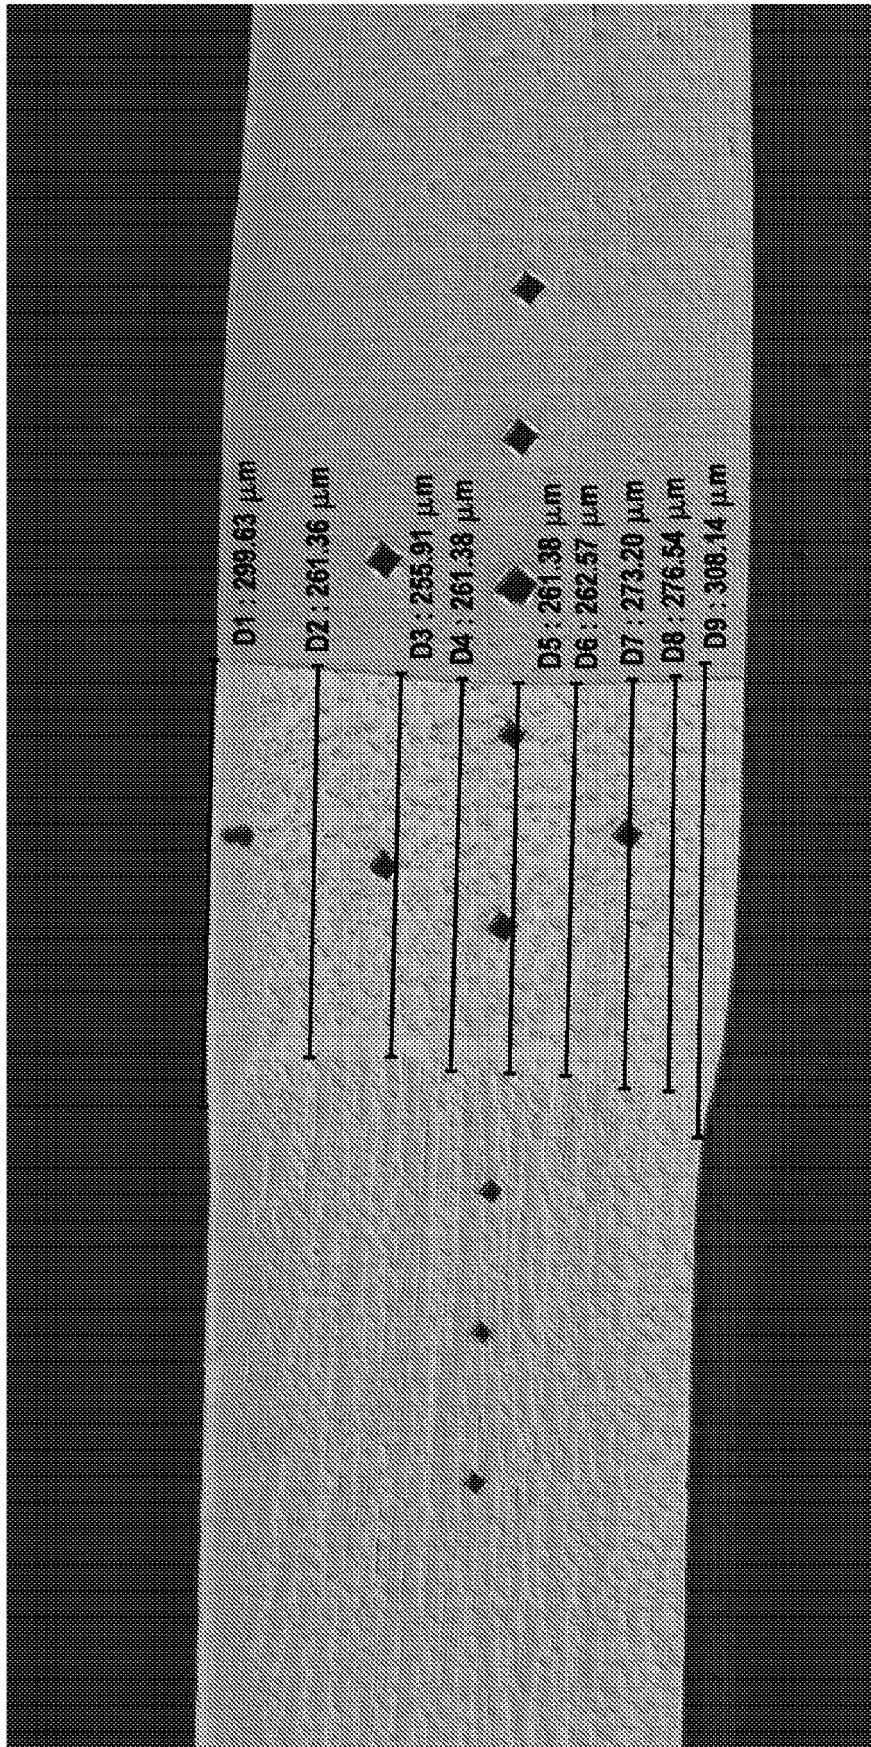 D1 : 299.63 μm
D2 : 261.36 μm
D3 : 255.91 μm
D4 : 261.38 μm
D5 : 261.38 μm
D6 : 262.57 μm
D7 : 273.20 μm
D8 : 276.54 μm
D9 : 308.14 μm